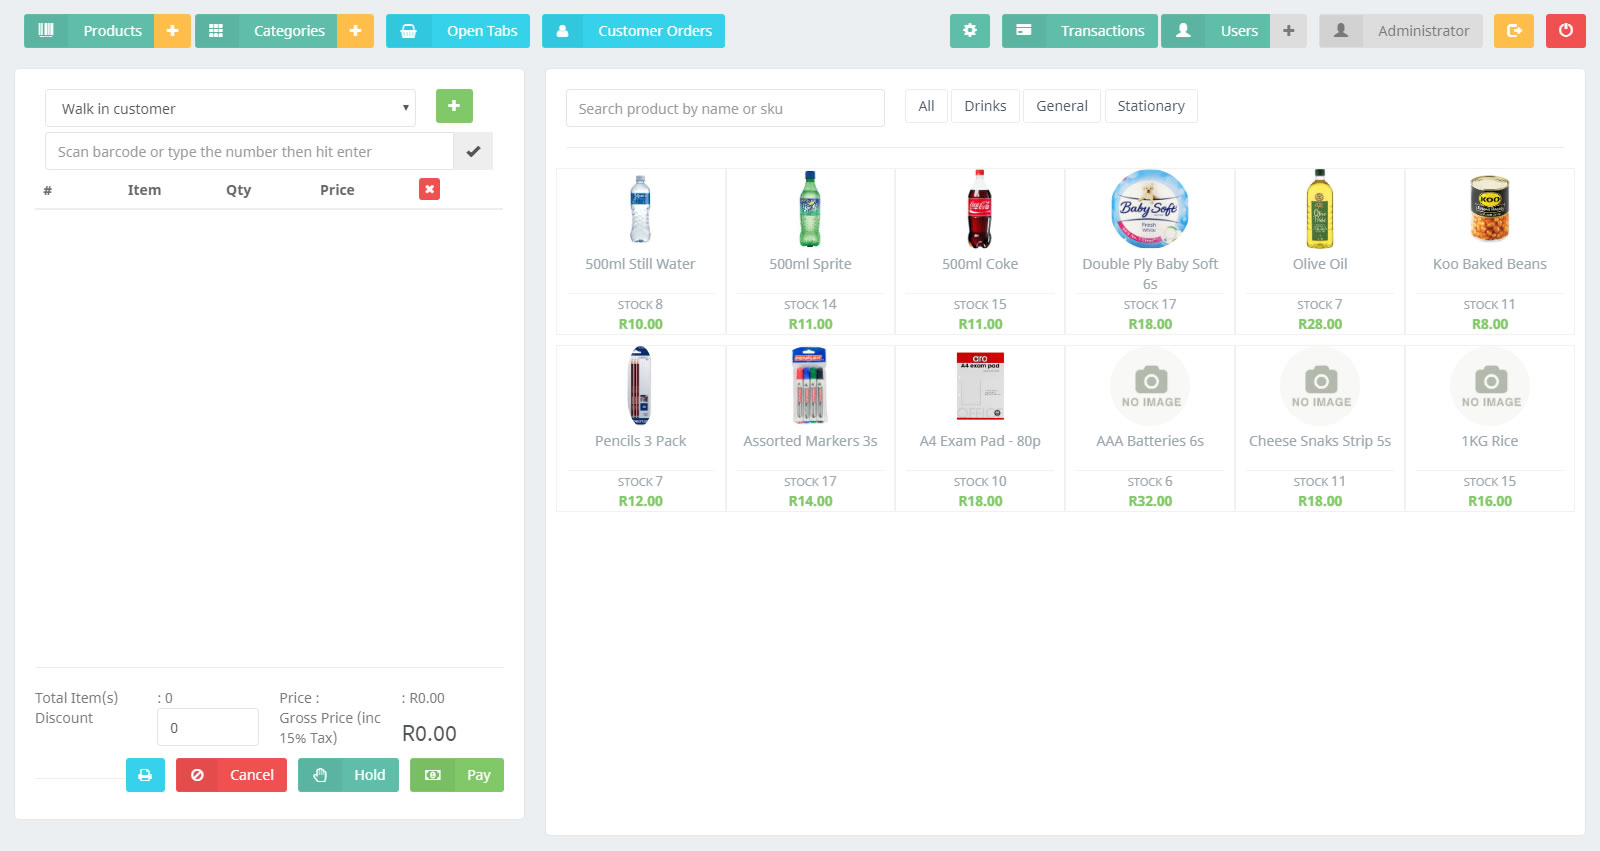 Products
Categories
Open Tabs
Customer Orders
Transactions
Users
Administrator
Walk in customer
Scan barcode or type the number then hit enter
# Item Qty Price
Search product by name or sku
All Drinks General Stationary
500ml Still Water
STOCK 8
R10.00
500ml Sprite
STOCK 14
R11.00
Coca-Cola
500ml Coke
STOCK 15
R11.00
Baby Soft
Fresh
White
Double Ply Baby Soft
6s
STOCK 17
R18.00
Olive Oil
STOCK 7
R28.00
KOO
Koo Baked Beans
STOCK 11
R8.00
Pencils 3 Pack
STOCK 7
R12.00
Assorted Markers 3s
STOCK 17
R14.00
aro
A4 exam pad
OFFICE
A4 Exam Pad - 80p
STOCK 10
R18.00
NO IMAGE
AAA Batteries 6s
STOCK 6
R32.00
NO IMAGE
Cheese Snaks Strip 5s
STOCK 11
R18.00
NO IMAGE
1KG Rice
STOCK 15
R16.00
Total Item(s) : 0 Price : : R0.00
Discount 0 Gross Price (inc
15% Tax) R0.00
Cancel
Hold
Pay